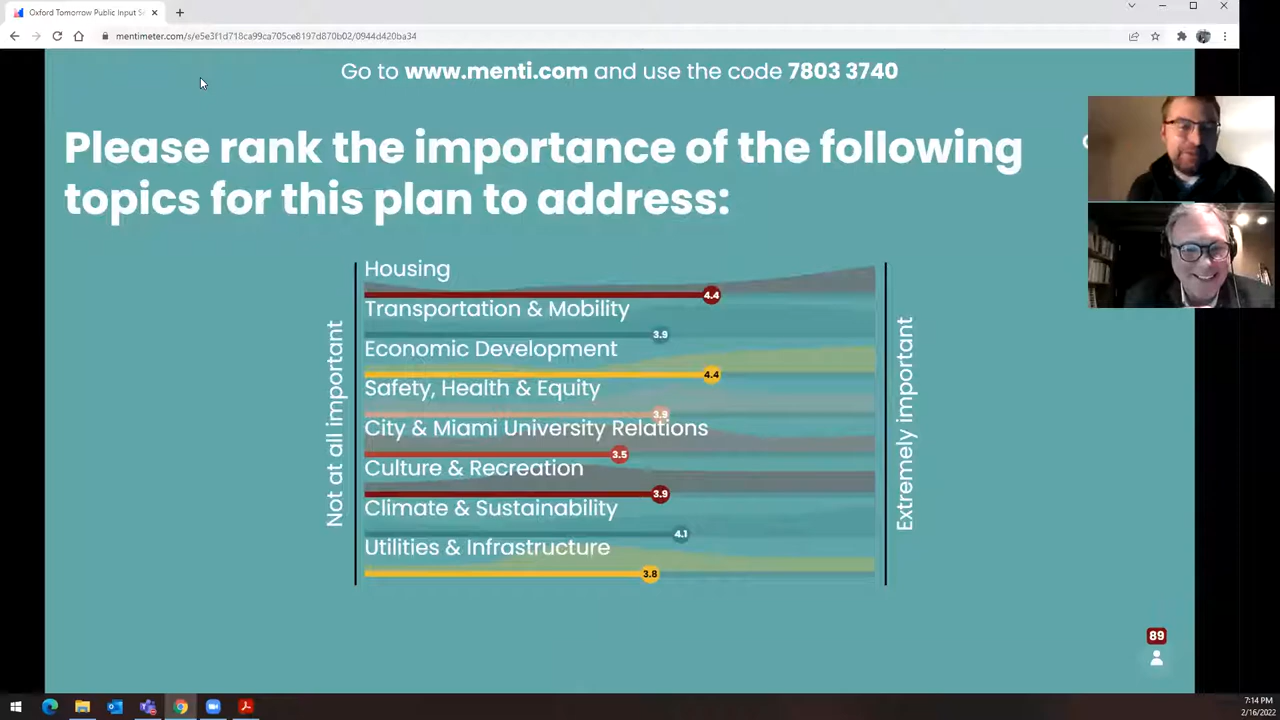 Oxford Tomorrow Public Input S
mentimeter.com/s/e5e3f1d718ca99ca705ce8197d870b02/0944d420ba34
Go to www.menti.com and use the code 7803 3740
Please rank the importance of the following
topics for this plan to address:
Not at all important
Housing
4.4
Transportation & Mobility
3.9
Economic Development
4.4
Safety, Health & Equity
3.9
City & Miami University Relations
3.5
Culture & Recreation
3.9
Climate & Sustainability
4.1
Utilities & Infrastructure
3.8
Extremely important
89
7:14 PM
2/16/2022